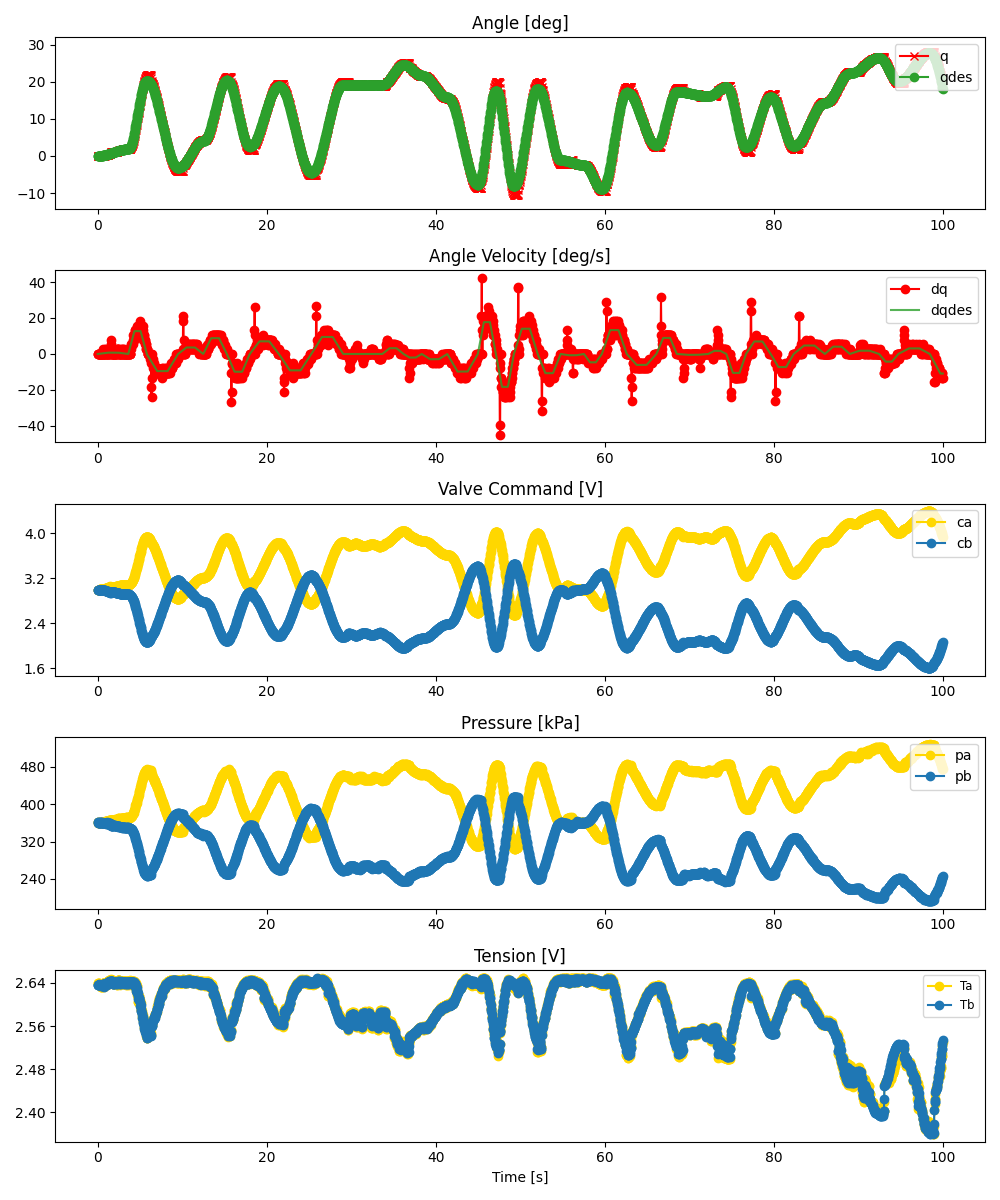 Angle [deg]
30
20
10
0
−10
q
qdes
0 20 40 60 80 100
Angle Velocity [deg/s]
40
20
0
−20
−40
dq
dqdes
0 20 40 60 80 100
Valve Command [V]
4.0
3.2
2.4
1.6
ca
cb
0 20 40 60 80 100
Pressure [kPa]
480
400
320
240
pa
pb
0 20 40 60 80 100
Tension [V]
2.64
2.56
2.48
2.40
Ta
Tb
0 20 40 60 80 100
Time [s]